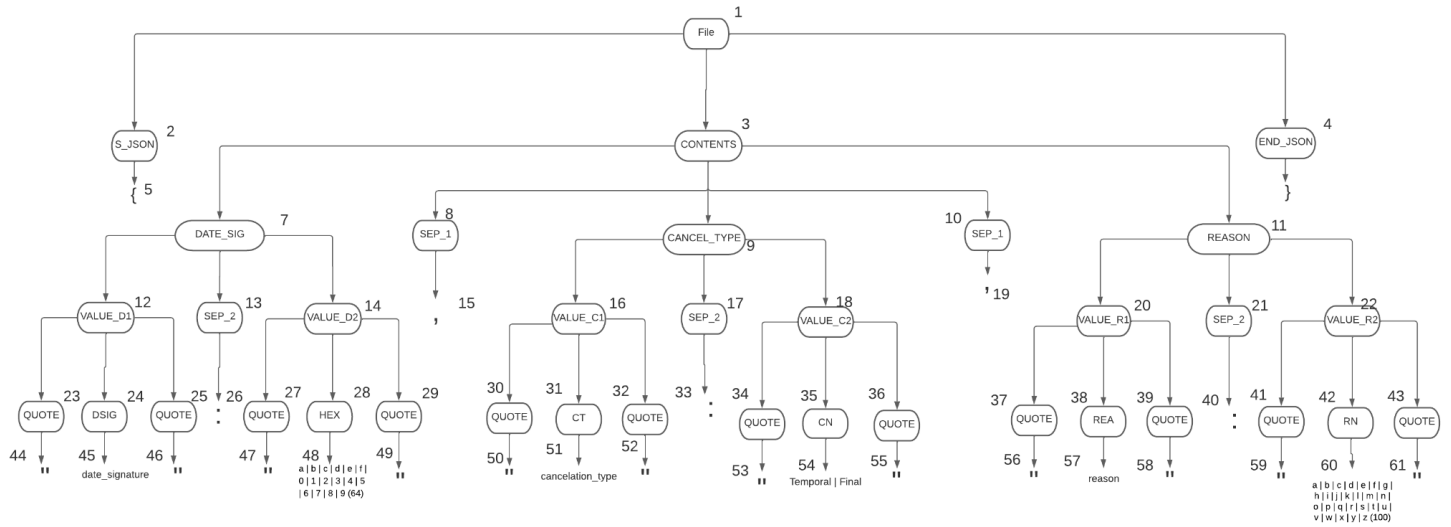 1
File
2
S_JSON
3
CONTENTS
4
END_JSON
{ 5
}
7
DATE_SIG
8
SEP_1
CANCEL_TYPE
9
10
SEP_1
11
REASON
12
VALUE_D1
13
SEP_2
14
VALUE_D2
15
,
16
VALUE_C1
17
SEP_2
18
VALUE_C2
, 19
20
VALUE_R1
21
SEP_2
22
VALUE_R2
23
QUOTE
24
DSIG
25
QUOTE
26
:
27
QUOTE
28
HEX
29
QUOTE
30
QUOTE
31
CT
32
QUOTE
33
:
34
QUOTE
35
CN
36
QUOTE
37
QUOTE
38
REA
39
QUOTE
40
:
41
QUOTE
42
RN
43
QUOTE
44
"
45
date_signature
46
"
47
"
48
a | b | c | d | e | f |
0 | 1 | 2 | 3 | 4 | 5
| 6 | 7 | 8 | 9 (64)
49
"
50
"
51
cancelation_type
52
"
53
"
54
Temporal | Final
55
"
56
"
57
reason
58
"
59
"
60
a | b | c | d | e | f | g |
h | i | j | k | l | m | n |
o | p | q | r | s | t | u |
v | w | x | y | z (100)
61
"